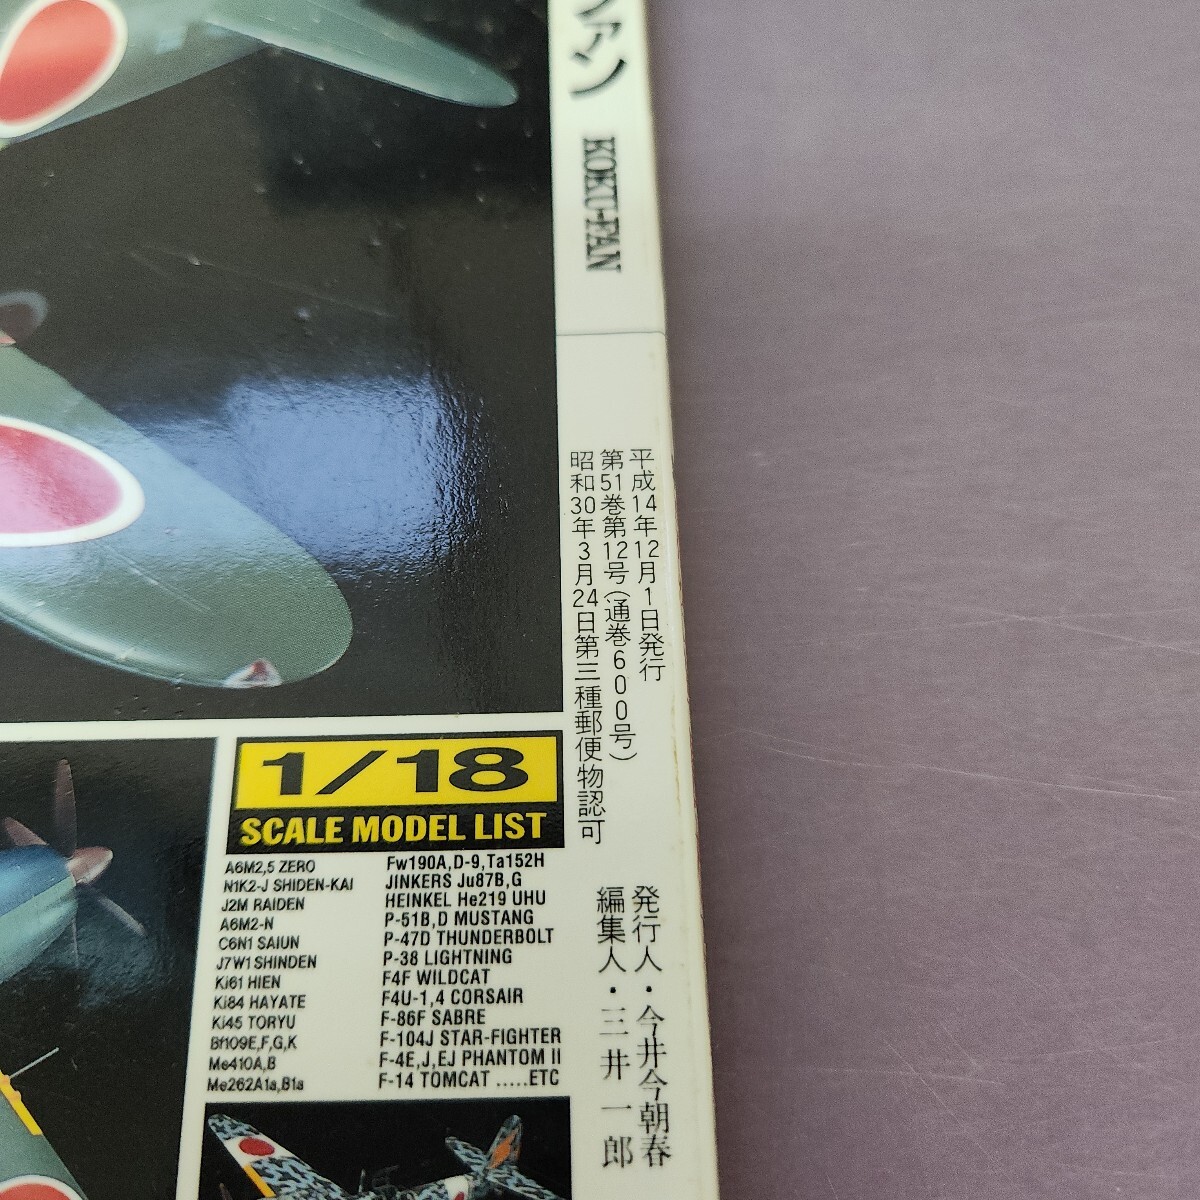 ファン KOKU-FAN
平成14年12月1日発行
第51巻第12号(通巻600号)
昭和30年3月24日第三種郵便物認可
発行人・今井今朝春
編集人・三井一郎
1/18
SCALE MODEL LIST
A6M2,5 ZERO
N1K2-J SHIDEN-KAI
J2M RAIDEN
A6M2-N
C6N1 SAIUN
J7W1 SHINDEN
Ki61 HIEN
Ki84 HAYATE
Ki45 TORYU
Bf109E,F,G,K
Me410A,B
Me262A1a,B1a
Fw190A,D-9,Ta152H
JINKERS Ju87B,G
HEINKEL He219 UHU
P-51B,D MUSTANG
P-47D THUNDERBOLT
P-38 LIGHTNING
F4F WILDCAT
F4U-1,4 CORSAIR
F-86F SABRE
F-104J STAR-FIGHTER
F-4E,J,EJ PHANTOM II
F-14 TOMCAT .....ETC